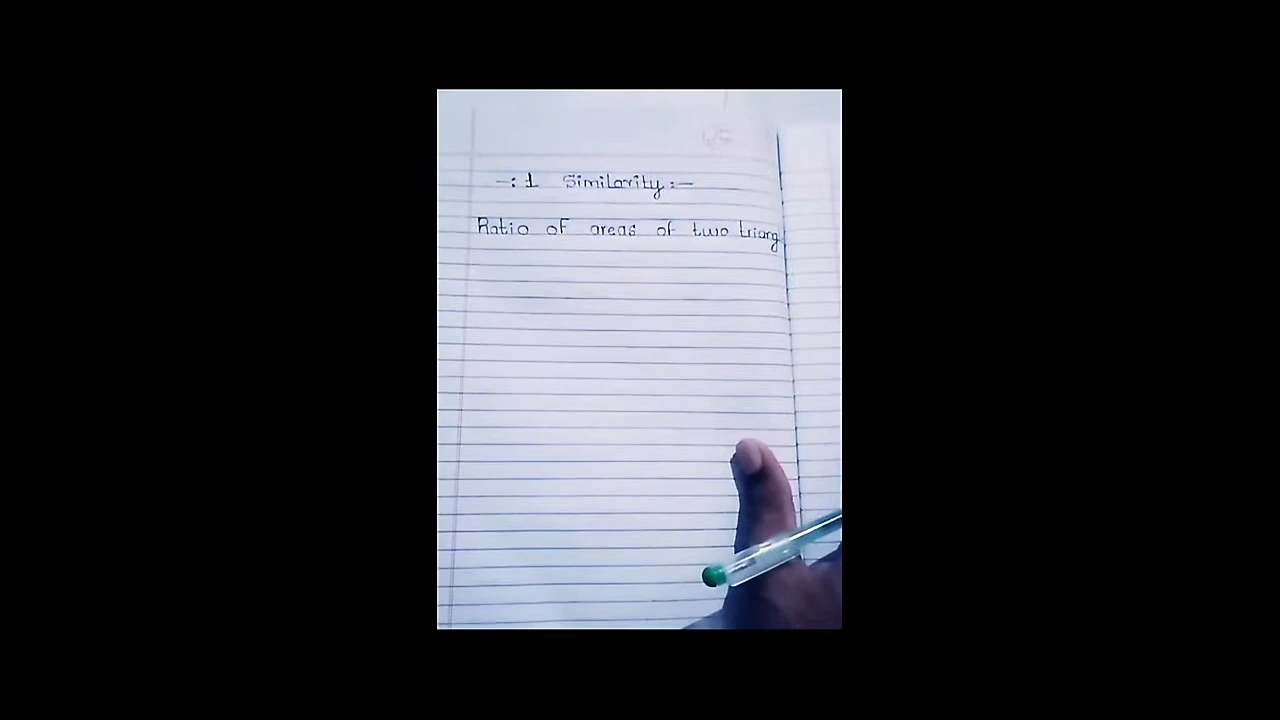 -: 1 Similarity :-
Ratio of areas of two triang